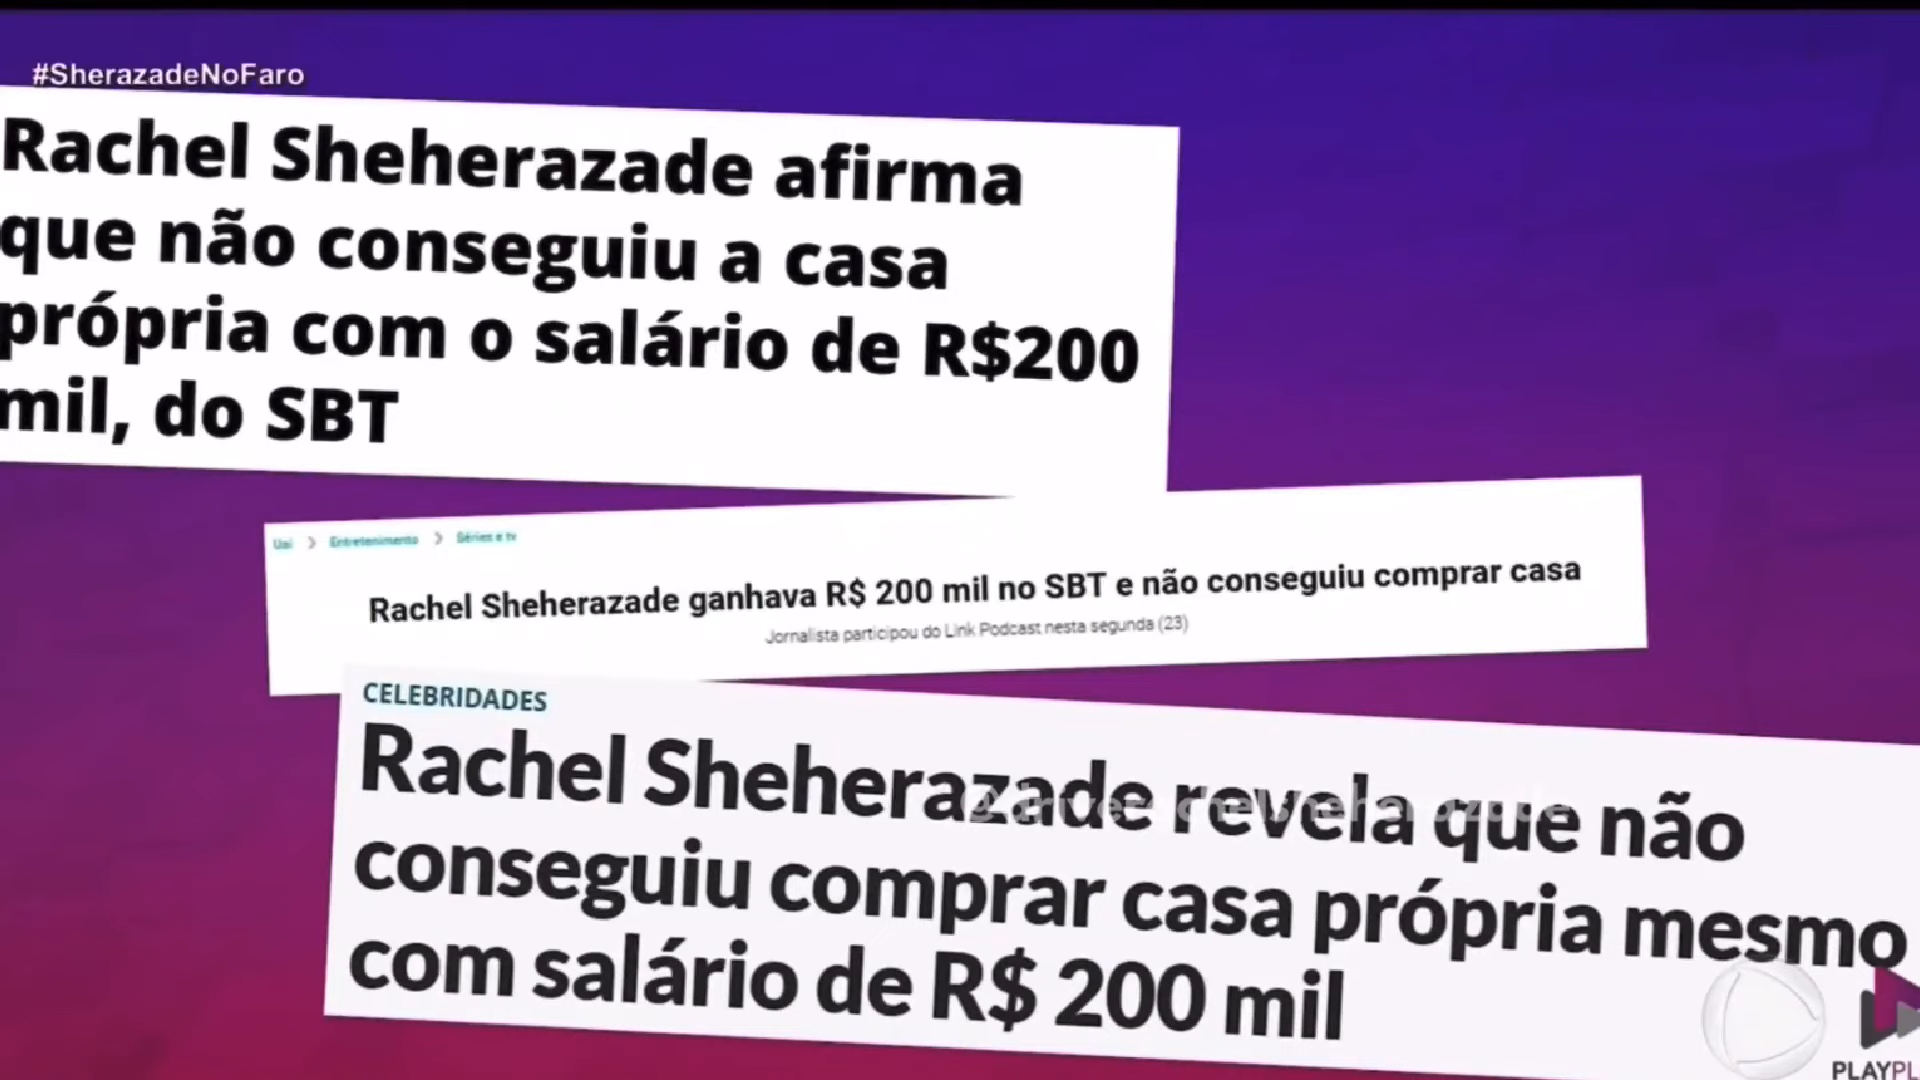 #SherazadeNoFaro
Rachel Sheherazade afirma
que não conseguiu a casa
própria com o salário de R$200
mil, do SBT
Uai > Entretenimento > Séries e tv
Rachel Sheherazade ganhava R$ 200 mil no SBT e não conseguiu comprar casa
Jornalista participou do Link Podcast nesta segunda (23)
CELEBRIDADES
Rachel Sheherazade revela que não
conseguiu comprar casa própria mesmo
com salário de R$ 200 mil
PLAYPL